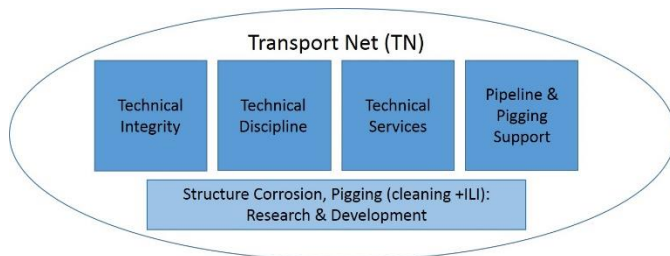 Transport Net (TN)
Technical
Integrity
Technical
Discipline
Technical
Services
Pipeline &
Pigging
Support
Structure Corrosion, Pigging (cleaning +ILI):
Research & Development